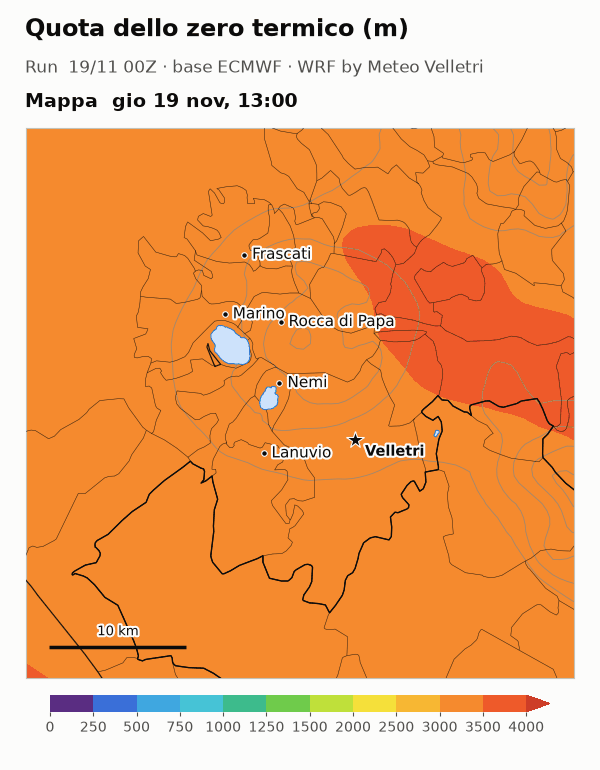 Quota dello zero termico (m)
Run  19/11 00Z · base ECMWF · WRF by Meteo Velletri
Mappa  gio 19 nov, 13:00
Frascati
Marino
Rocca di Papa
Nemi
Velletri
Lanuvio
10 km
0 250 500 750 1000 1250 1500 2000 2500 3000 3500 4000